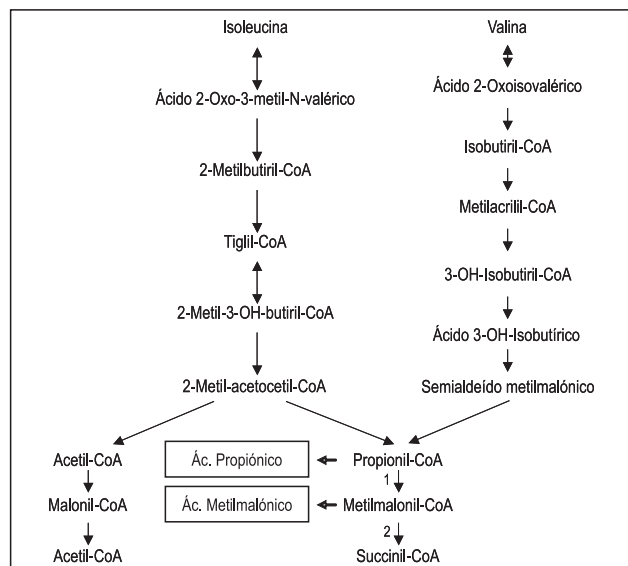 Isoleucina
Valina
Ácido 2-Oxo-3-metil-N-valérico
Ácido 2-Oxoisovalérico
Isobutiril-CoA
2-Metilbutiril-CoA
Metilacrilil-CoA
Tiglil-CoA
3-OH-Isobutiril-CoA
2-Metil-3-OH-butiril-CoA
Ácido 3-OH-Isobutírico
2-Metil-acetocetil-CoA
Semialdeído metilmalónico
Acetil-CoA
Ác. Propiónico
Propionil-CoA
1
Malonil-CoA
Ác. Metilmalónico
Metilmalonil-CoA
2
Acetil-CoA
Succinil-CoA